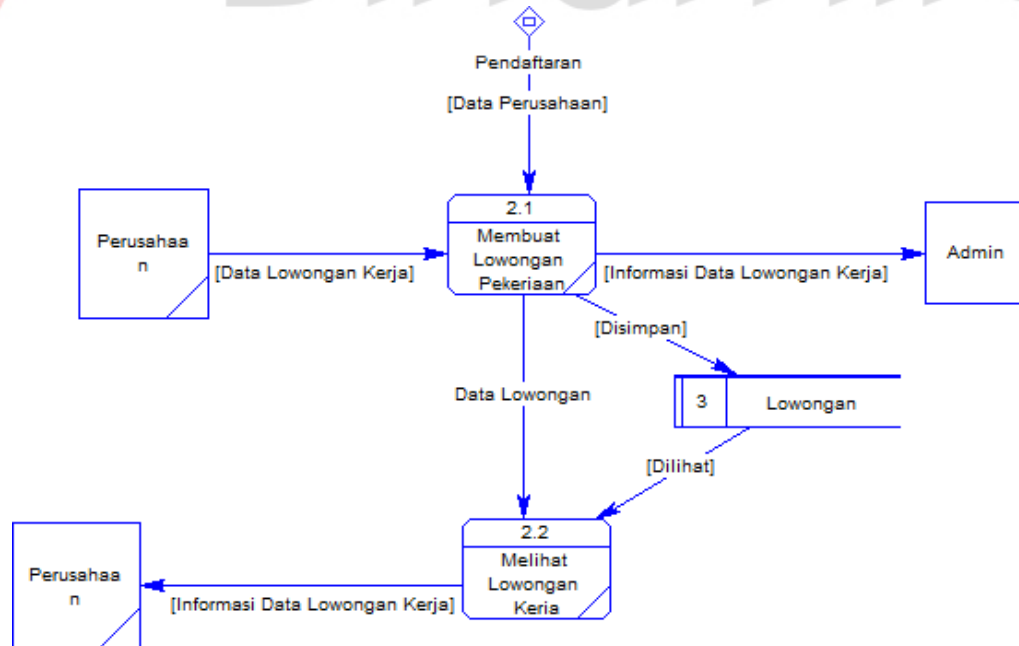 Pendaftaran
[Data Perusahaan]
2.1
Membuat
Lowongan
Pekerjaan
Perusahaa
n
[Data Lowongan Kerja]
[Informasi Data Lowongan Kerja]
Admin
[Disimpan]
Data Lowongan
3
Lowongan
[Dilihat]
2.2
Melihat
Lowongan
Kerja
Perusahaa
n
[Informasi Data Lowongan Kerja]